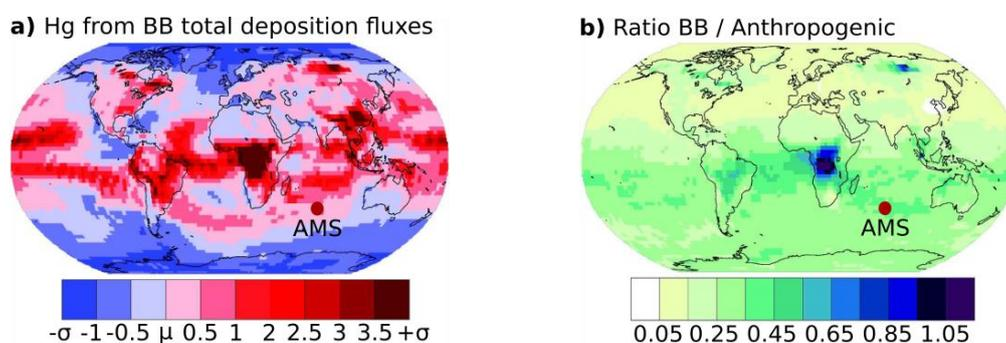 a) Hg from BB total deposition fluxes
AMS
-σ -1 -0.5 μ 0.5 1 2 2.5 3 3.5 +σ
b) Ratio BB / Anthropogenic
AMS
0.05 0.25 0.45 0.65 0.85 1.05